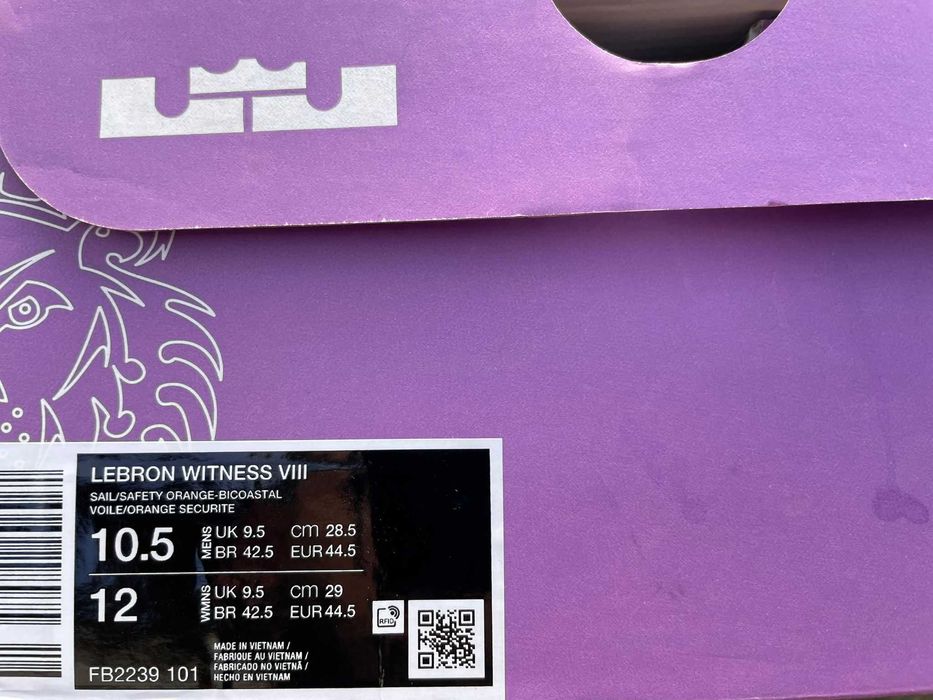 LEBRON WITNESS VIII
SAIL/SAFETY ORANGE-BICOASTAL
VOILE/ORANGE SECURITE
10.5 MENS UK 9.5 cm 28.5
BR 42.5 EUR 44.5
12 WMNS UK 9.5 cm 29
BR 42.5 EUR 44.5
RFID
MADE IN VIETNAM /
FABRIQUE AU VIETNAM /
FABRICADO NO VIETNÃ /
HECHO EN VIETNAM
FB2239 101